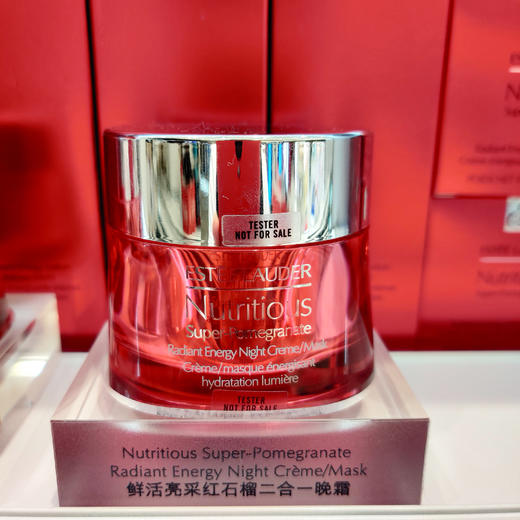 TESTER
NOT FOR SALE
ESTĒE LAUDER
Nutritious
Super-Pomegranate
Radiant Energy Night Creme/Mask
Crème/masque énergisant
hydratation lumière
TESTER
NOT FOR SALE
Nutritious Super-Pomegranate
Radiant Energy Night Crème/Mask
鲜活亮采红石榴二合一晚霜